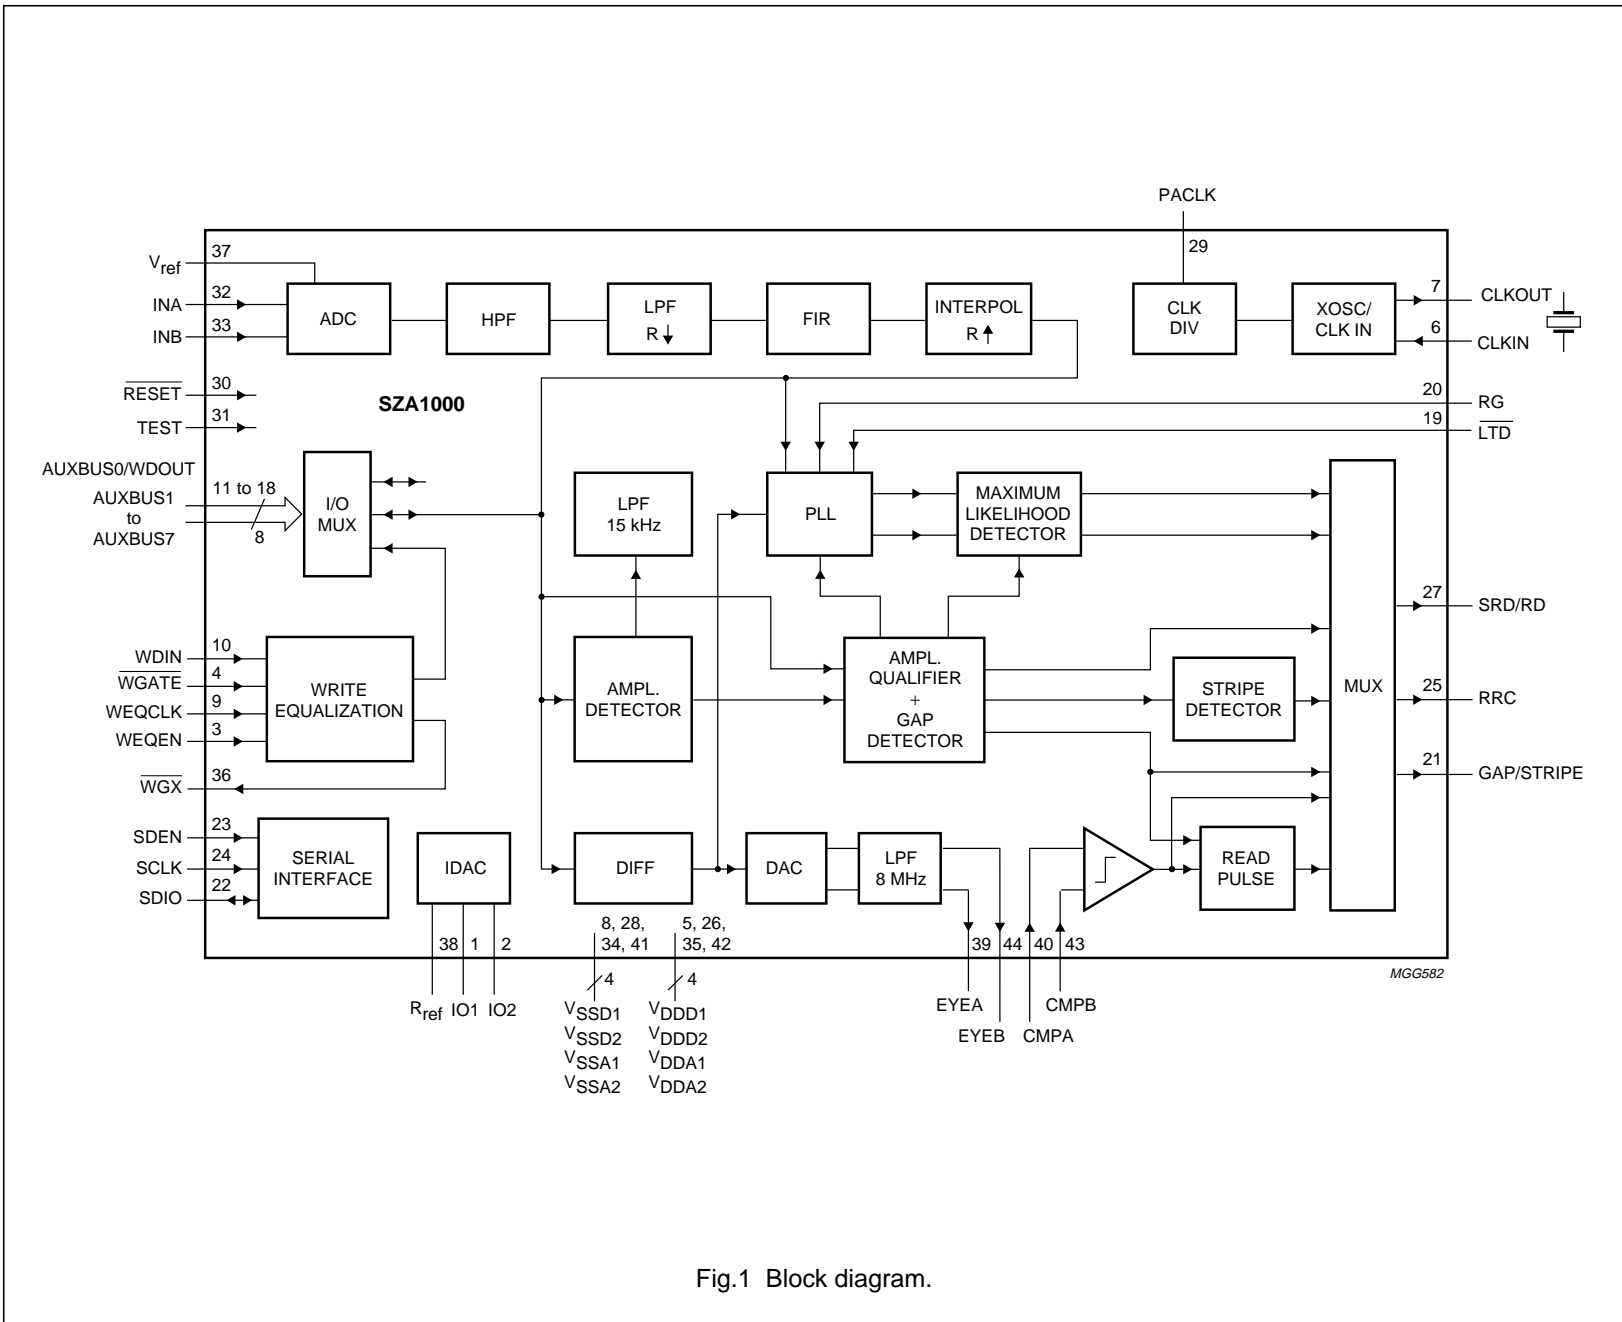 PACLK
29
37
Vref
32
INA
33
INB
ADC
HPF
LPF
R ↓
FIR
INTERPOL
R ↑
CLK
DIV
XOSC/
CLK IN
7
CLKOUT
6
CLKIN
30
RESET
31
TEST
SZA1000
20
RG
19
LTD
AUXBUS0/WDOUT
AUXBUS1
to
AUXBUS7
11 to 18
8
I/O
MUX
LPF
15 kHz
PLL
MAXIMUM
LIKELIHOOD
DETECTOR
27
SRD/RD
10
WDIN
4
WGATE
9
WEQCLK
3
WEQEN
WRITE
EQUALIZATION
36
WGX
AMPL.
DETECTOR
AMPL.
QUALIFIER
+
GAP
DETECTOR
STRIPE
DETECTOR
MUX
25
RRC
21
GAP/STRIPE
23
SDEN
24
SCLK
22
SDIO
SERIAL
INTERFACE
IDAC
DIFF
DAC
LPF
8 MHz
READ
PULSE
38
1
2
8, 28,
34, 41
5, 26,
35, 42
39
44
40
43
MGG582
4
4
Rref
IO1
IO2
VSSD1
VSSD2
VSSA1
VSSA2
VDDD1
VDDD2
VDDA1
VDDA2
EYEA
EYEB
CMPA
CMPB
Fig.1 Block diagram.